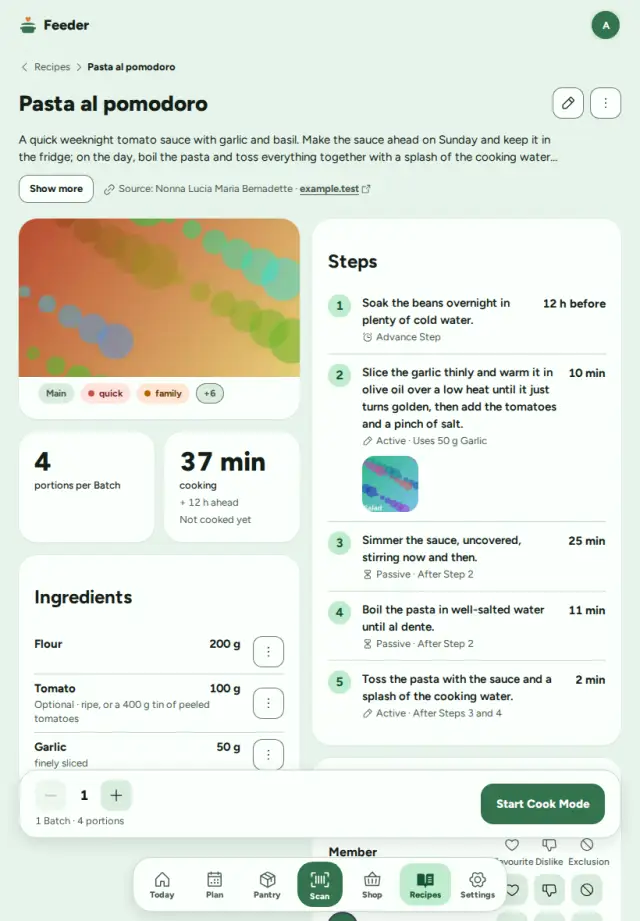 Feeder
A
Recipes
Pasta al pomodoro
Pasta al pomodoro
A quick weeknight tomato sauce with garlic and basil. Make the sauce ahead on Sunday and keep it in
the fridge; on the day, boil the pasta and toss everything together with a splash of the cooking water…
Show more
Source: Nonna Lucia Maria Bernadette · example.test
Main
quick
family
+6
4
portions per Batch
37 min
cooking
+ 12 h ahead
Not cooked yet
Ingredients
Flour
200 g
Tomato
100 g
Optional · ripe, or a 400 g tin of peeled
tomatoes
Garlic
50 g
finely sliced
Steps
1
Soak the beans overnight in
plenty of cold water.
12 h before
Advance Step
2
Slice the garlic thinly and warm it in
olive oil over a low heat until it just
turns golden, then add the tomatoes
and a pinch of salt.
10 min
Active · Uses 50 g Garlic
3
Simmer the sauce, uncovered,
stirring now and then.
25 min
Passive · After Step 2
4
Boil the pasta in well-salted water
until al dente.
11 min
Passive · After Step 2
5
Toss the pasta with the sauce and a
splash of the cooking water.
2 min
Active · After Steps 3 and 4
1
1 Batch · 4 portions
Start Cook Mode
Member
Favourite
Dislike
Exclusion
Today
Plan
Pantry
Scan
Shop
Recipes
Settings